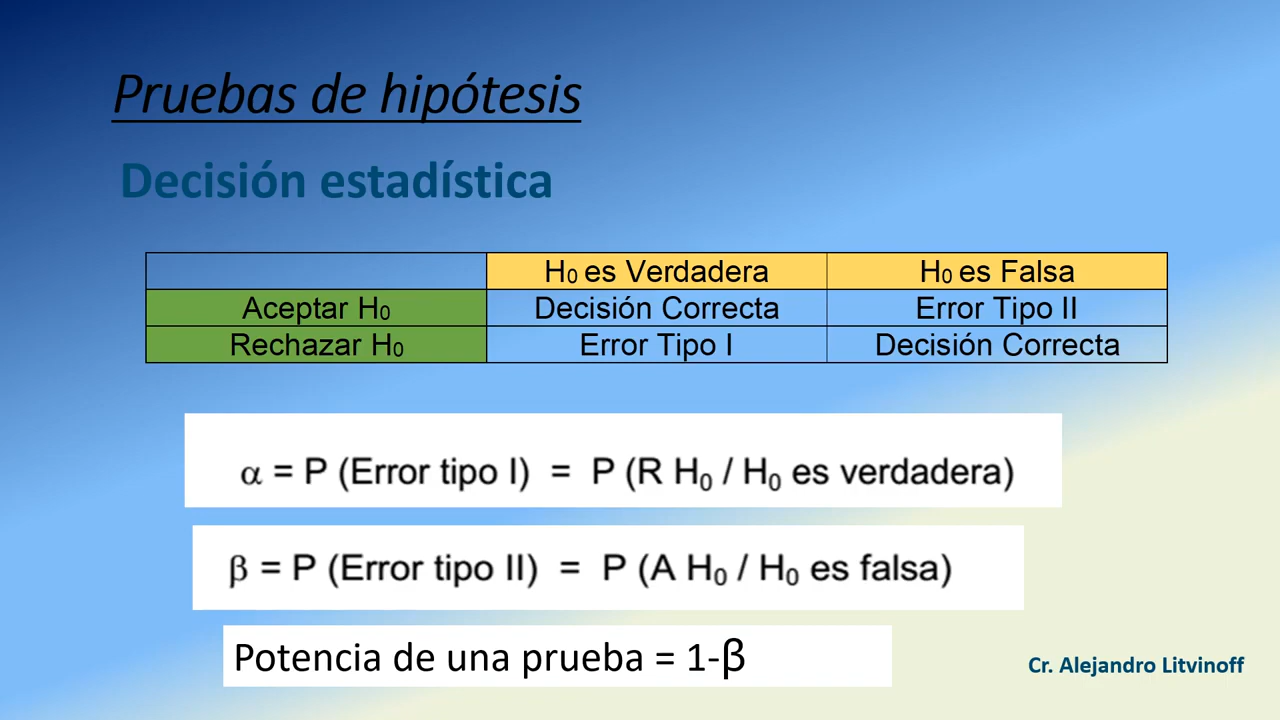 Pruebas de hipótesis
Decisión estadística
H₀ es Verdadera H₀ es Falsa
Aceptar H₀ Decisión Correcta Error Tipo II
Rechazar H₀ Error Tipo I Decisión Correcta
α = P (Error tipo I) = P (R H₀ / H₀ es verdadera)
β = P (Error tipo II) = P (A H₀ / H₀ es falsa)
Potencia de una prueba = 1-β
Cr. Alejandro Litvinoff